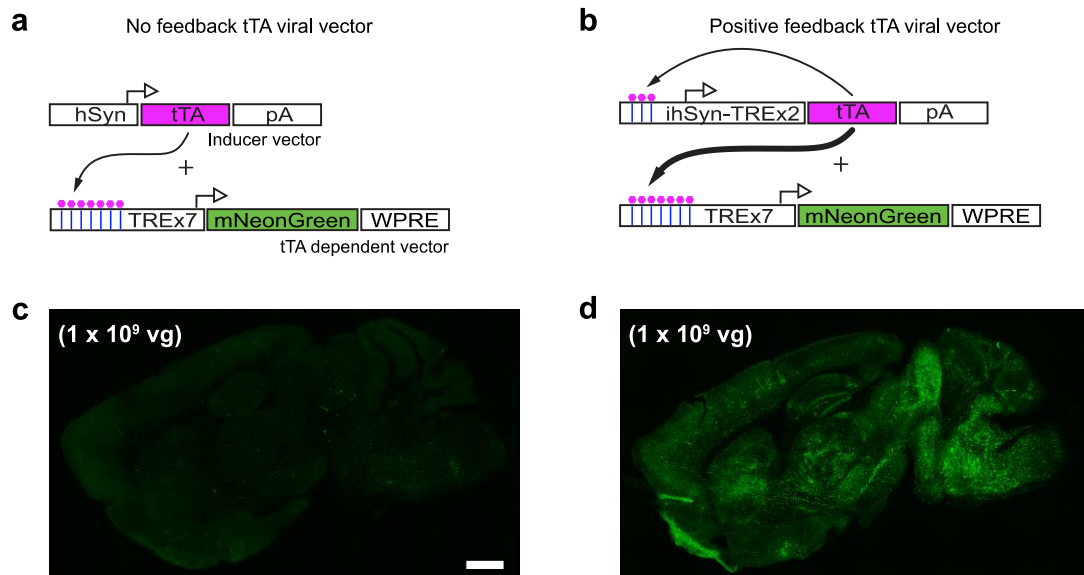 a
No feedback tTA viral vector
hSyn tTA pA
Inducer vector
+
TREx7 mNeonGreen WPRE
tTA dependent vector
b
Positive feedback tTA viral vector
ihSyn-TREx2 tTA pA
+
TREx7 mNeonGreen WPRE
c
(1 x 10⁹ vg)
d
(1 x 10⁹ vg)